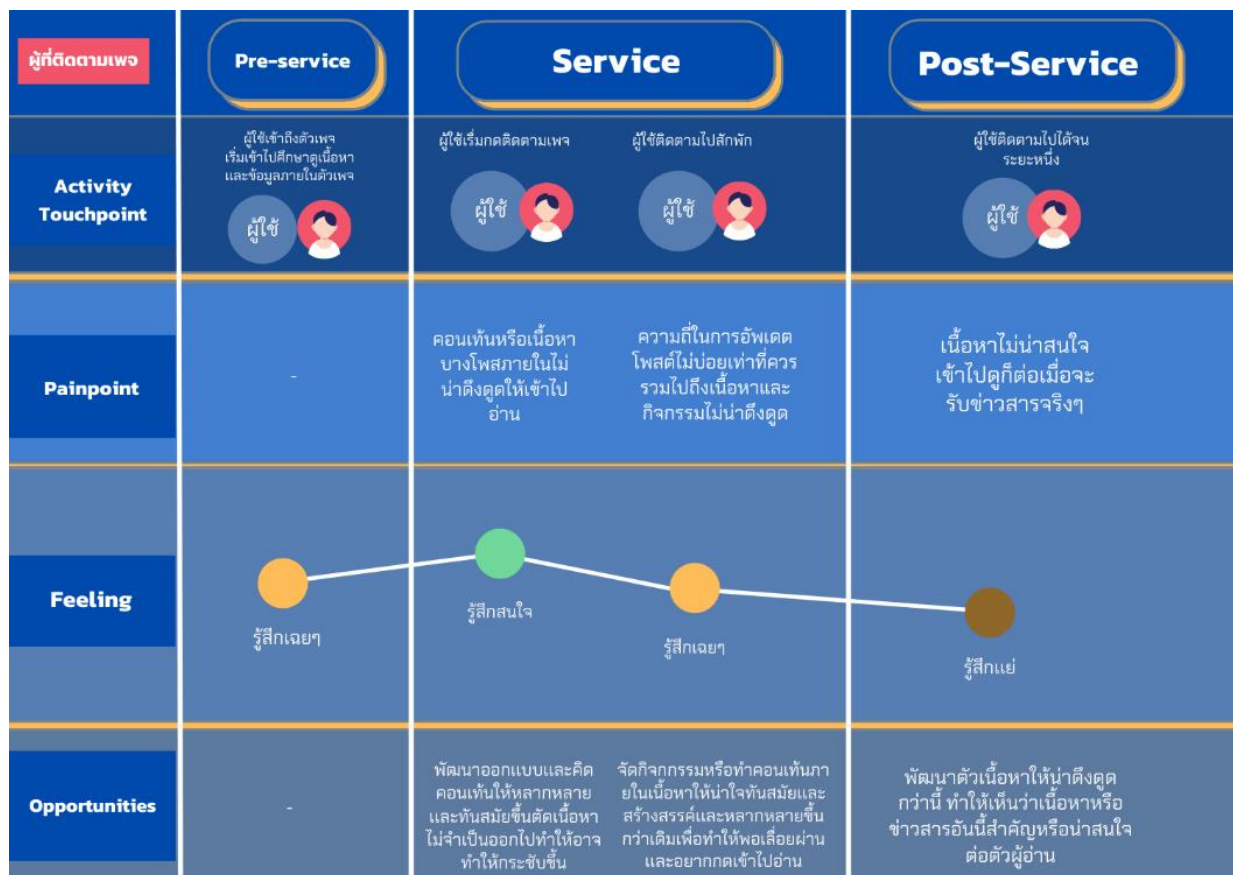 ผู้ที่ติดตามเพจ
Pre-service
Service
Post-Service
Activity
Touchpoint
ผู้ใช้เข้าถึงตัวเพจ
เริ่มเข้าไปศึกษาดูเนื้อหา
และข้อมูลภายในตัวเพจ
ผู้ใช้
ผู้ใช้เริ่มกดติดตามเพจ
ผู้ใช้
ผู้ใช้ติดตามไปสักพัก
ผู้ใช้
ผู้ใช้ติดตามไปได้จน
ระยะหนึ่ง
ผู้ใช้
Painpoint
-
คอนเท้นหรือเนื้อหา
บางโพสภายในไม่
น่าดึงดูดให้เข้าไป
อ่าน
ความถี่ในการอัพเดต
โพสต์ไม่บ่อยเท่าที่ควร
รวมไปถึงเนื้อหาและ
กิจกรรมไม่น่าดึงดูด
เนื้อหาไม่น่าสนใจ
เข้าไปดูก็ต่อเมื่อจะ
รับข่าวสารจริงๆ
Feeling
รู้สึกเฉยๆ
รู้สึกสนใจ
รู้สึกเฉยๆ
รู้สึกแย่
Opportunities
-
พัฒนาออกแบบและคิด
คอนเท้นให้หลากหลาย
และทันสมัยขึ้นตัดเนื้อหา
ไม่จำเป็นออกไปทำให้อาจ
ทำให้กระชับขึ้น
จัดกิจกกรรมหรือทำคอนเท้นภา
ยในเนื้อหาให้น่าใจทันสมัยและ
สร้างสรรค์และหลากหลายขึ้น
กว่าเดิมเพื่อทำให้พอเลื่อยผ่าน
และอยากกดเข้าไปอ่าน
พัฒนาตัวเนื้อหาให้น่าดึงดูด
กว่านี้ ทำให้เห็นว่าเนื้อหาหรือ
ข่าวสารอันนี้สำคัญหรือน่าสนใจ
ต่อตัวผู้อ่าน